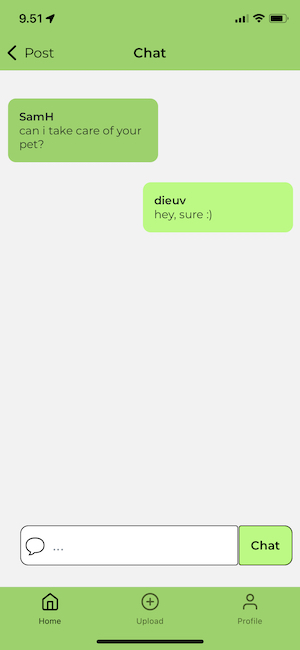 9.51
Post
Chat
SamH
can i take care of your
pet?
dieuv
hey, sure :)
...
Chat
Home
Upload
Profile